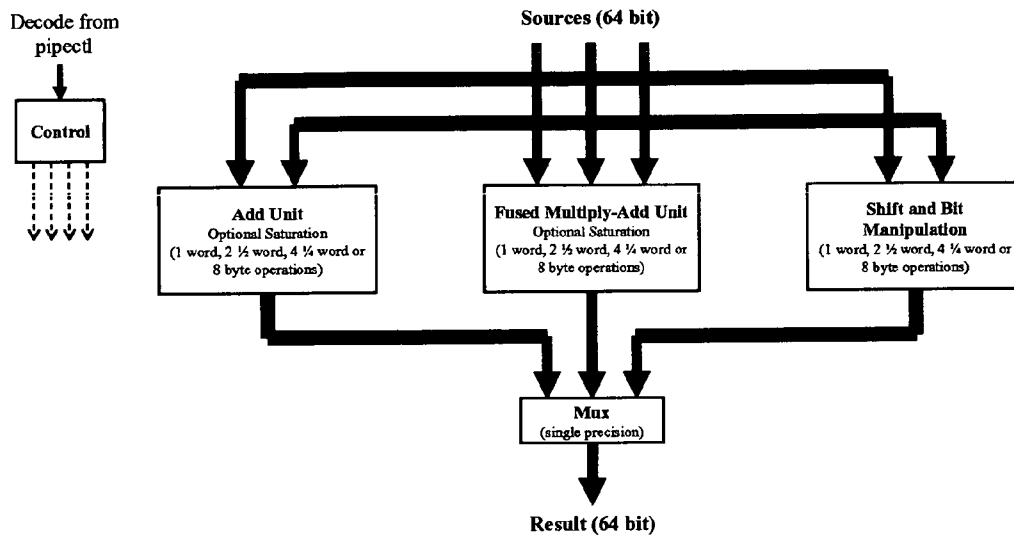 Decode from
pipectl
Control
Sources (64 bit)
Add Unit
Optional Saturation
(1 word, 2 ½ word, 4 ¼ word or
8 byte operations)
Fused Multiply-Add Unit
Optional Saturation
(1 word, 2 ½ word, 4 ¼ word or
8 byte operations)
Shift and Bit
Manipulation
(1 word, 2 ½ word, 4 ¼ word or
8 byte operations)
Mux
(single precision)
Result (64 bit)